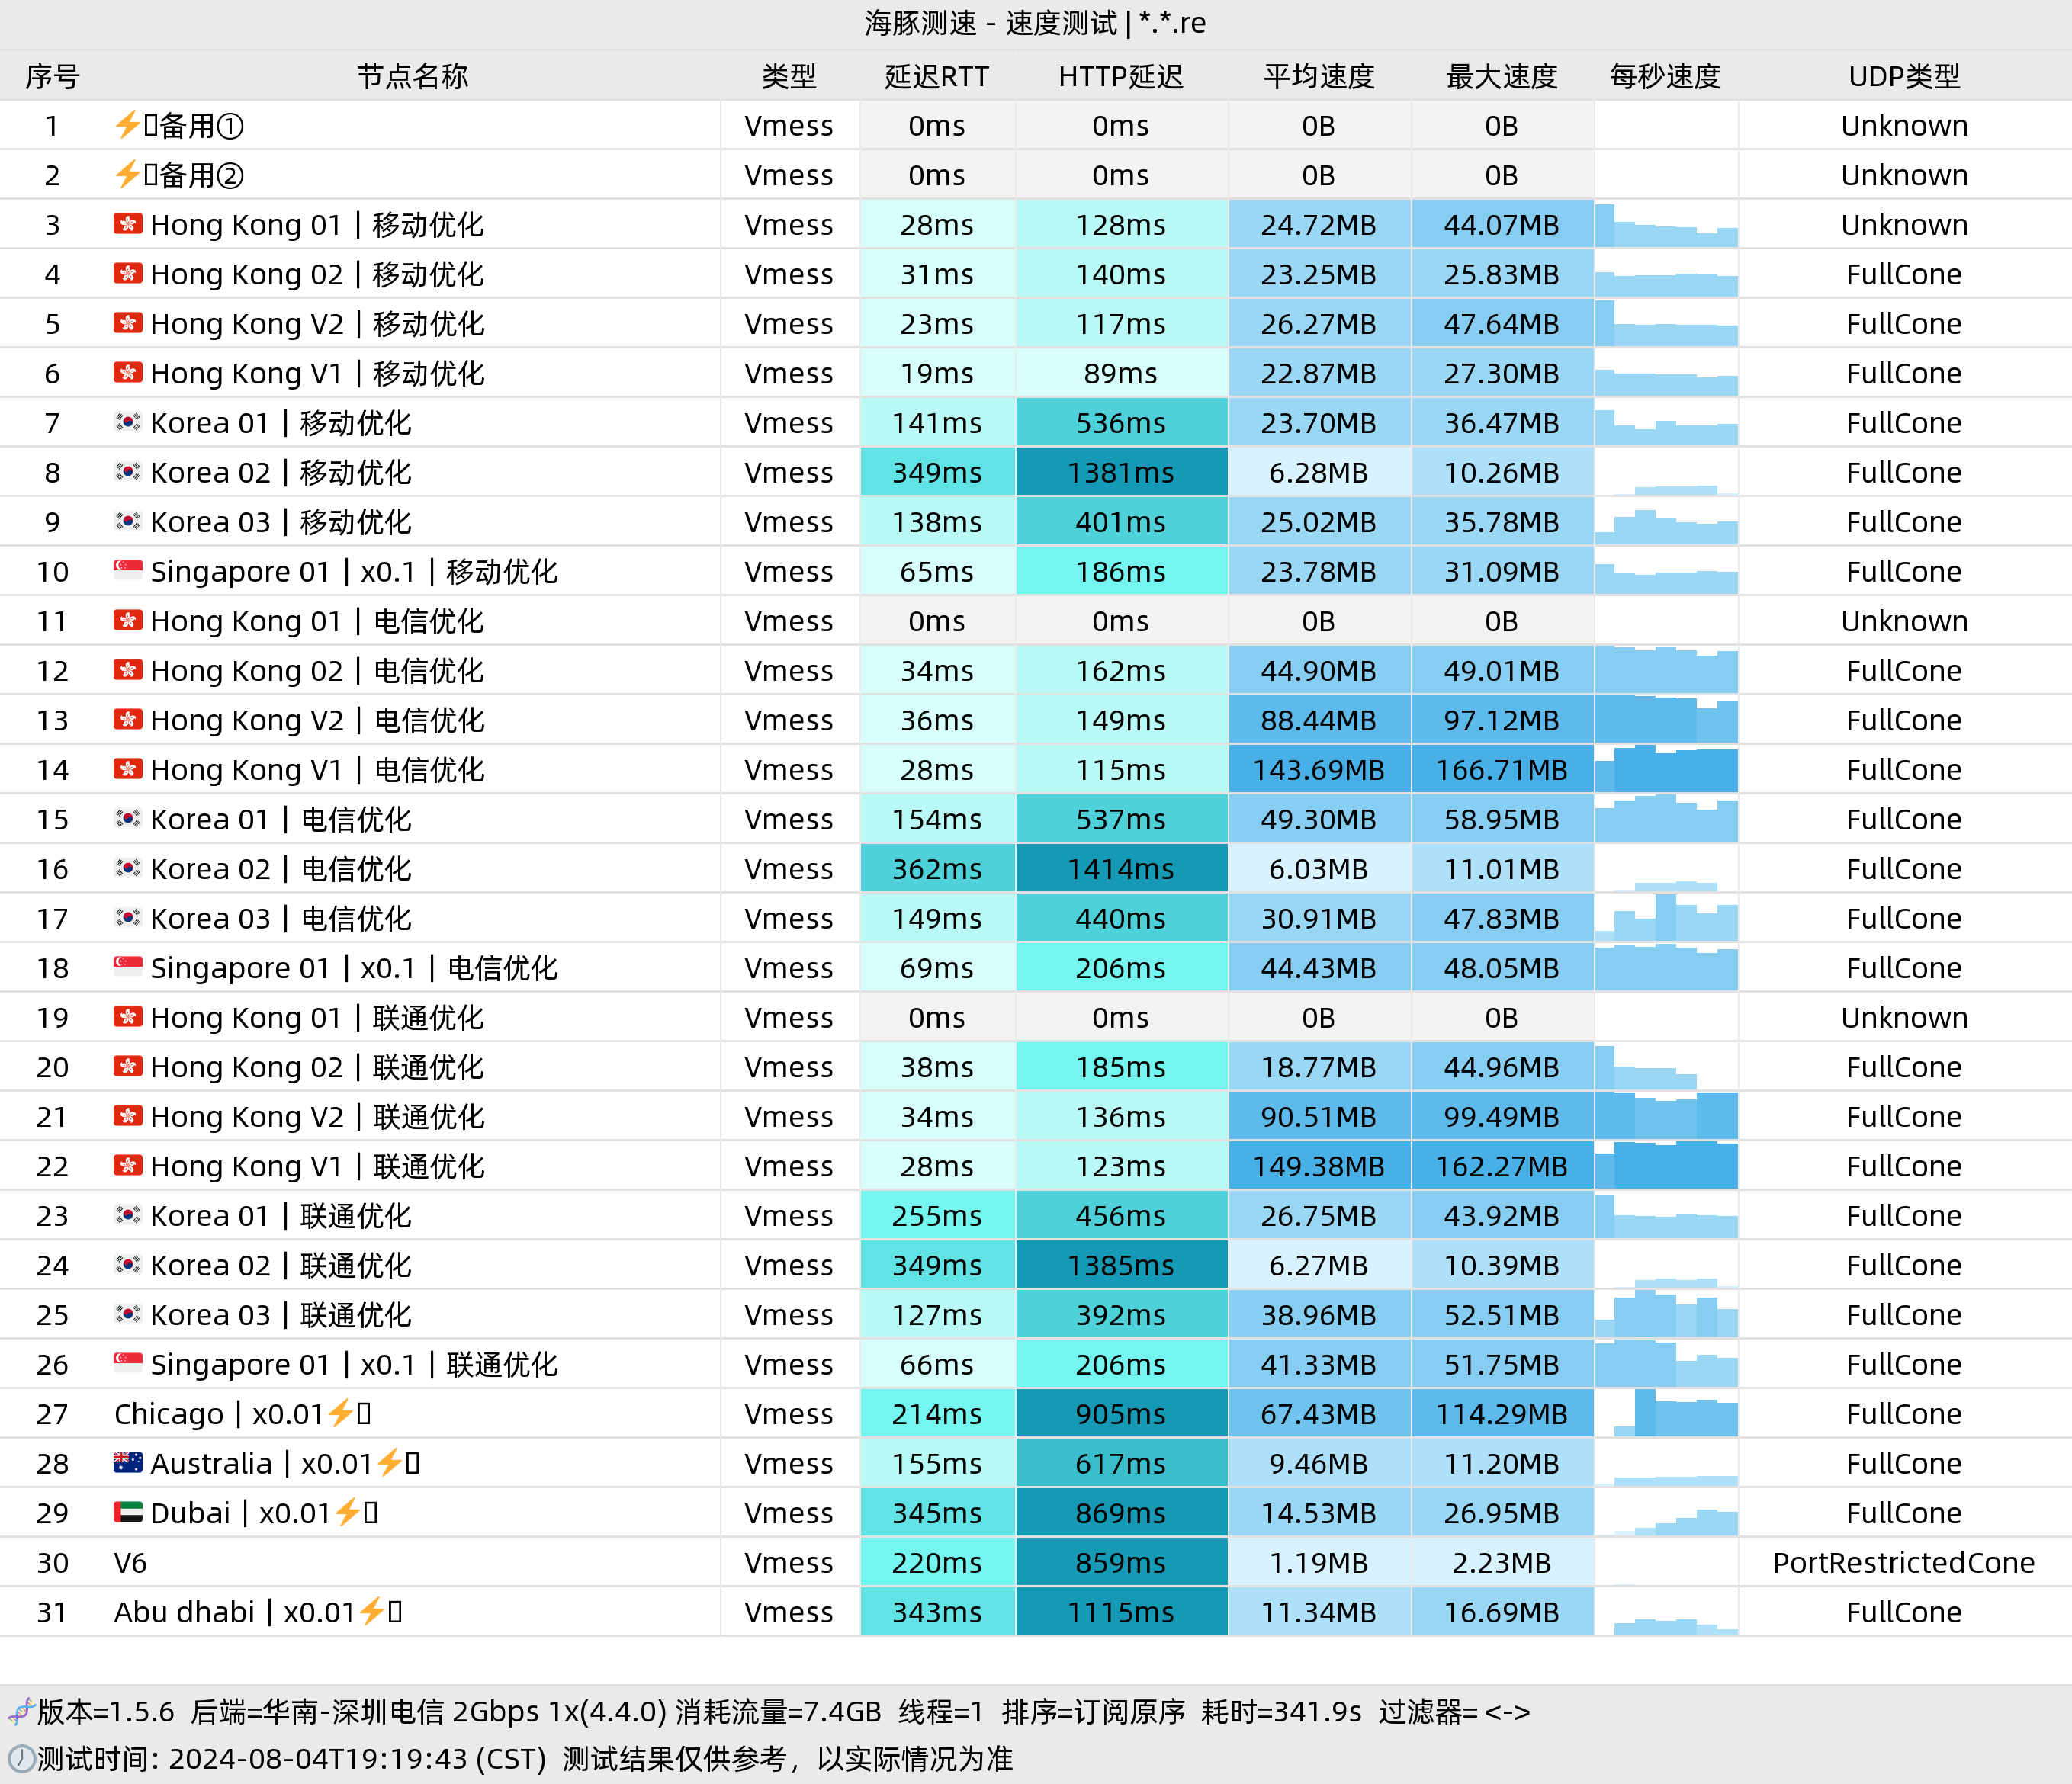 海豚测速 - 速度测试 | *.*.re
序号 节点名称 类型 延迟RTT HTTP延迟 平均速度 最大速度 每秒速度 UDP类型
1 ⚡备用① Vmess 0ms 0ms 0B 0B Unknown
2 ⚡备用② Vmess 0ms 0ms 0B 0B Unknown
3 🇭🇰 Hong Kong 01 | 移动优化 Vmess 28ms 128ms 24.72MB 44.07MB Unknown
4 🇭🇰 Hong Kong 02 | 移动优化 Vmess 31ms 140ms 23.25MB 25.83MB FullCone
5 🇭🇰 Hong Kong V2 | 移动优化 Vmess 23ms 117ms 26.27MB 47.64MB FullCone
6 🇭🇰 Hong Kong V1 | 移动优化 Vmess 19ms 89ms 22.87MB 27.30MB FullCone
7 🇰🇷 Korea 01 | 移动优化 Vmess 141ms 536ms 23.70MB 36.47MB FullCone
8 🇰🇷 Korea 02 | 移动优化 Vmess 349ms 1381ms 6.28MB 10.26MB FullCone
9 🇰🇷 Korea 03 | 移动优化 Vmess 138ms 401ms 25.02MB 35.78MB FullCone
10 🇸🇬 Singapore 01 | x0.1 | 移动优化 Vmess 65ms 186ms 23.78MB 31.09MB FullCone
11 🇭🇰 Hong Kong 01 | 电信优化 Vmess 0ms 0ms 0B 0B Unknown
12 🇭🇰 Hong Kong 02 | 电信优化 Vmess 34ms 162ms 44.90MB 49.01MB FullCone
13 🇭🇰 Hong Kong V2 | 电信优化 Vmess 36ms 149ms 88.44MB 97.12MB FullCone
14 🇭🇰 Hong Kong V1 | 电信优化 Vmess 28ms 115ms 143.69MB 166.71MB FullCone
15 🇰🇷 Korea 01 | 电信优化 Vmess 154ms 537ms 49.30MB 58.95MB FullCone
16 🇰🇷 Korea 02 | 电信优化 Vmess 362ms 1414ms 6.03MB 11.01MB FullCone
17 🇰🇷 Korea 03 | 电信优化 Vmess 149ms 440ms 30.91MB 47.83MB FullCone
18 🇸🇬 Singapore 01 | x0.1 | 电信优化 Vmess 69ms 206ms 44.43MB 48.05MB FullCone
19 🇭🇰 Hong Kong 01 | 联通优化 Vmess 0ms 0ms 0B 0B Unknown
20 🇭🇰 Hong Kong 02 | 联通优化 Vmess 38ms 185ms 18.77MB 44.96MB FullCone
21 🇭🇰 Hong Kong V2 | 联通优化 Vmess 34ms 136ms 90.51MB 99.49MB FullCone
22 🇭🇰 Hong Kong V1 | 联通优化 Vmess 28ms 123ms 149.38MB 162.27MB FullCone
23 🇰🇷 Korea 01 | 联通优化 Vmess 255ms 456ms 26.75MB 43.92MB FullCone
24 🇰🇷 Korea 02 | 联通优化 Vmess 349ms 1385ms 6.27MB 10.39MB FullCone
25 🇰🇷 Korea 03 | 联通优化 Vmess 127ms 392ms 38.96MB 52.51MB FullCone
26 🇸🇬 Singapore 01 | x0.1 | 联通优化 Vmess 66ms 206ms 41.33MB 51.75MB FullCone
27 Chicago | x0.01⚡ Vmess 214ms 905ms 67.43MB 114.29MB FullCone
28 🇦🇺 Australia | x0.01⚡ Vmess 155ms 617ms 9.46MB 11.20MB FullCone
29 🇦🇪 Dubai | x0.01⚡ Vmess 345ms 869ms 14.53MB 26.95MB FullCone
30 V6 Vmess 220ms 859ms 1.19MB 2.23MB PortRestrictedCone
31 Abu dhabi | x0.01⚡ Vmess 343ms 1115ms 11.34MB 16.69MB FullCone
🧬版本=1.5.6 后端=华南-深圳电信 2Gbps 1x(4.4.0) 消耗流量=7.4GB 线程=1 排序=订阅原序 耗时=341.9s 过滤器= <->
🕖测试时间: 2024-08-04T19:19:43 (CST) 测试结果仅供参考，以实际情况为准